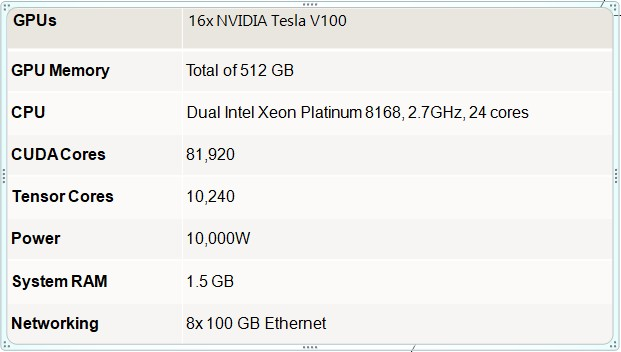 GPUs 16x NVIDIA Tesla V100
GPU Memory Total of 512 GB
CPU Dual Intel Xeon Platinum 8168, 2.7GHz, 24 cores
CUDA Cores 81,920
Tensor Cores 10,240
Power 10,000W
System RAM 1.5 GB
Networking 8x 100 GB Ethernet